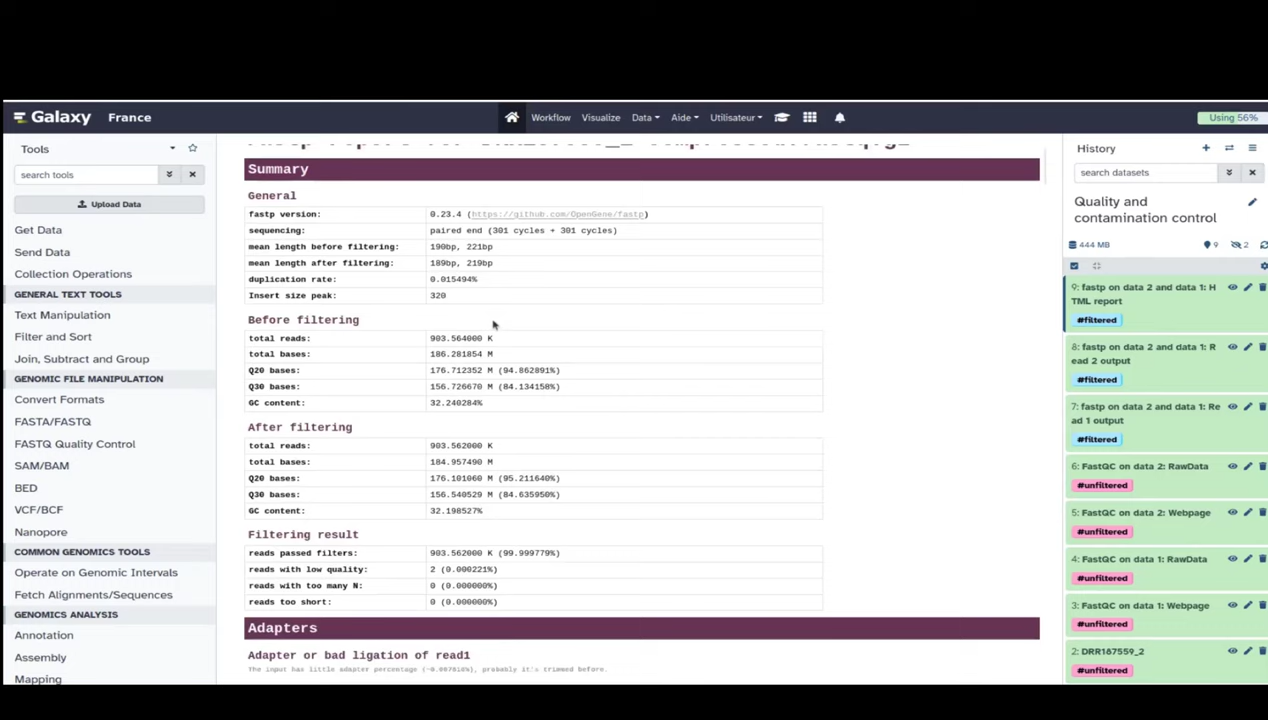 Galaxy France
Workflow Visualize Data Aide Utilisateur
Using 56%
Tools
search tools
Upload Data
Get Data
Send Data
Collection Operations
GENERAL TEXT TOOLS
Text Manipulation
Filter and Sort
Join, Subtract and Group
GENOMIC FILE MANIPULATION
Convert Formats
FASTA/FASTQ
FASTQ Quality Control
SAM/BAM
BED
VCF/BCF
Nanopore
COMMON GENOMICS TOOLS
Operate on Genomic Intervals
Fetch Alignments/Sequences
GENOMICS ANALYSIS
Annotation
Assembly
Mapping
Summary
General
fastp version: 0.23.4 (https://github.com/OpenGene/fastp)
sequencing: paired end (301 cycles + 301 cycles)
mean length before filtering: 190bp, 221bp
mean length after filtering: 189bp, 219bp
duplication rate: 0.015494%
Insert size peak: 320
Before filtering
total reads: 903.564000 K
total bases: 186.281854 M
Q20 bases: 176.712352 M (94.862891%)
Q30 bases: 156.726670 M (84.134158%)
GC content: 32.240284%
After filtering
total reads: 903.562000 K
total bases: 184.957490 M
Q20 bases: 176.101060 M (95.211640%)
Q30 bases: 156.540529 M (84.635950%)
GC content: 32.198527%
Filtering result
reads passed filters: 903.562000 K (99.999779%)
reads with low quality: 2 (0.000221%)
reads with too many N: 0 (0.000000%)
reads too short: 0 (0.000000%)
Adapters
Adapter or bad ligation of read1
The input has little adapter percentage probably it's trimmed before.
History
search datasets
Quality and
contamination control
444 MB 9 2
9: fastp on data 2 and data 1: H
TML report
#filtered
8: fastp on data 2 and data 1: R
ead 2 output
#filtered
7: fastp on data 2 and data 1: Re
ad 1 output
#filtered
6: FastQC on data 2: RawData
#unfiltered
5: FastQC on data 2: Webpage
#unfiltered
4: FastQC on data 1: RawData
#unfiltered
3: FastQC on data 1: Webpage
#unfiltered
2: DRR187559_2
#unfiltered